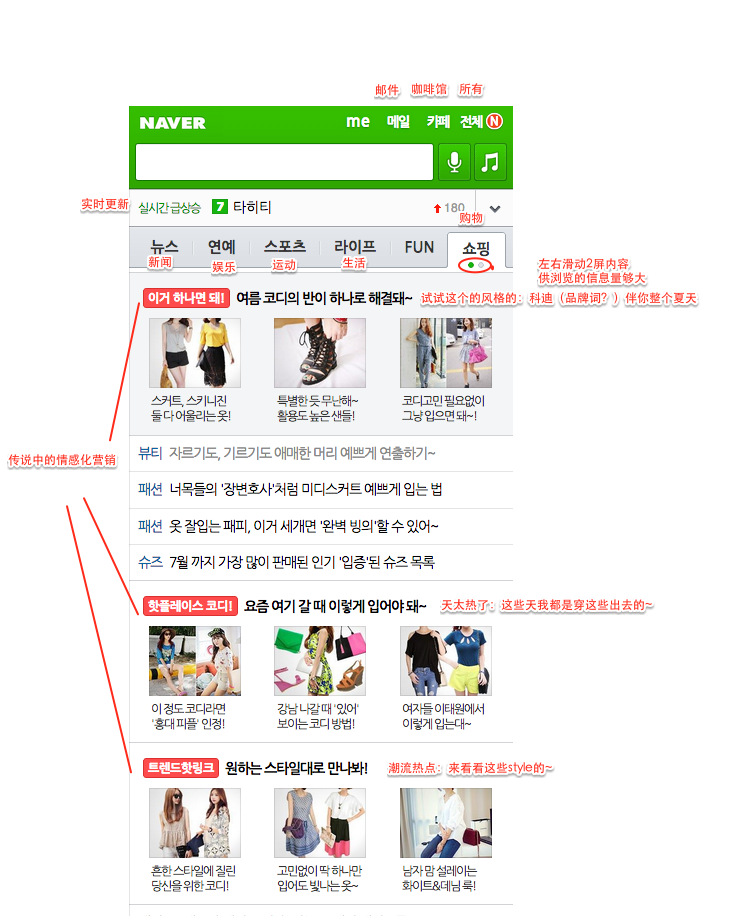 邮件 咖啡馆 所有
NAVER me 메일 카페 전체 N
实时更新 실시간 급상승 7 타히티 180
购物
뉴스 연예 스포츠 라이프 FUN 쇼핑
新闻 娱乐 运动 生活
左右滑动2屏内容,
供浏览的信息量够大
이거 하나면 돼! 여름 코디의 반이 하나로 해결돼~ 试试这个的风格的：科迪（品牌词？）伴你整个夏天
스커트, 스키니진
둘 다 어울리는 옷!
특별한 듯 무난해~
활용도 높은 샌들!
코디고민 필요없이
그냥 입으면 돼~!
传说中的情感化营销
뷰티 자르기도, 기르기도 애매한 머리 예쁘게 연출하기~
패션 너목들의 '장변호사'처럼 미디스커트 예쁘게 입는 법
패션 옷 잘입는 패피, 이거 세개면 '완벽 빙의'할 수 있어~
슈즈 7월 까지 가장 많이 판매된 인기 '입증'된 슈즈 목록
핫플레이스 코디! 요즘 여기 갈 때 이렇게 입어야 돼~ 天太热了：这些天我都是穿这些出去的~
이 정도 코디라면
'홍대 피플' 인정!
강남 나갈 때 '있어'
보이는 코디 방법!
여자들 이태원에서
이렇게 입는대~
트렌드핫링크 원하는 스타일대로 만나봐! 潮流热点：来看看这些style的~
흔한 스타일에 질린
당신을 위한 코디!
고민없이 딱 하나만
입어도 빛나는 옷~
남자 맘 설레이는
화이트&데님 룩!